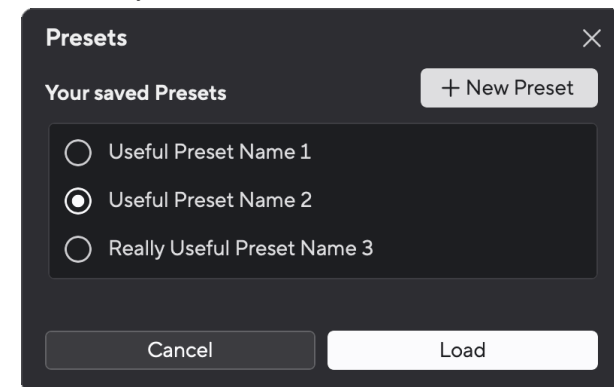 Presets
Your saved Presets
+ New Preset
Useful Preset Name 1
Useful Preset Name 2
Really Useful Preset Name 3
Cancel
Load